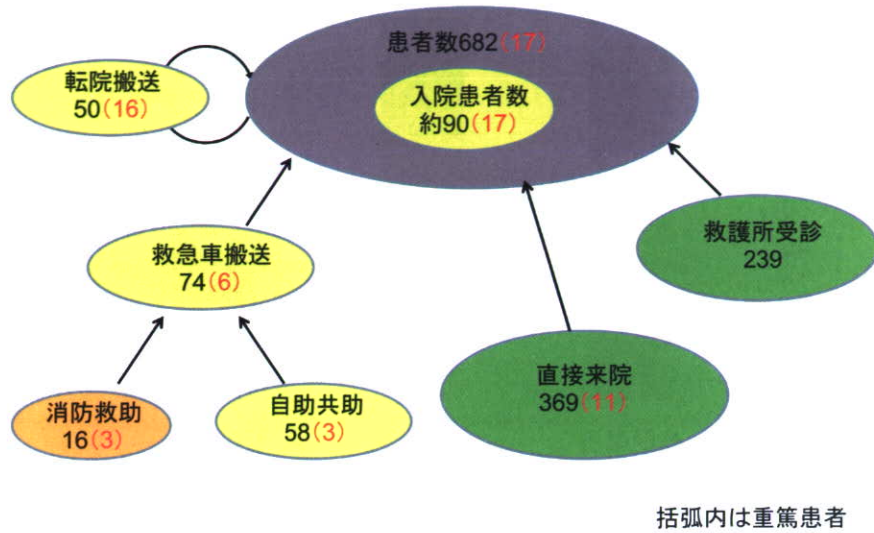 患者数682(17)
転院搬送
50(16)
入院患者数
約90(17)
救急車搬送
74(6)
救護所受診
239
直接来院
369(11)
消防救助
16(3)
自助共助
58(3)
括弧内は重篤患者